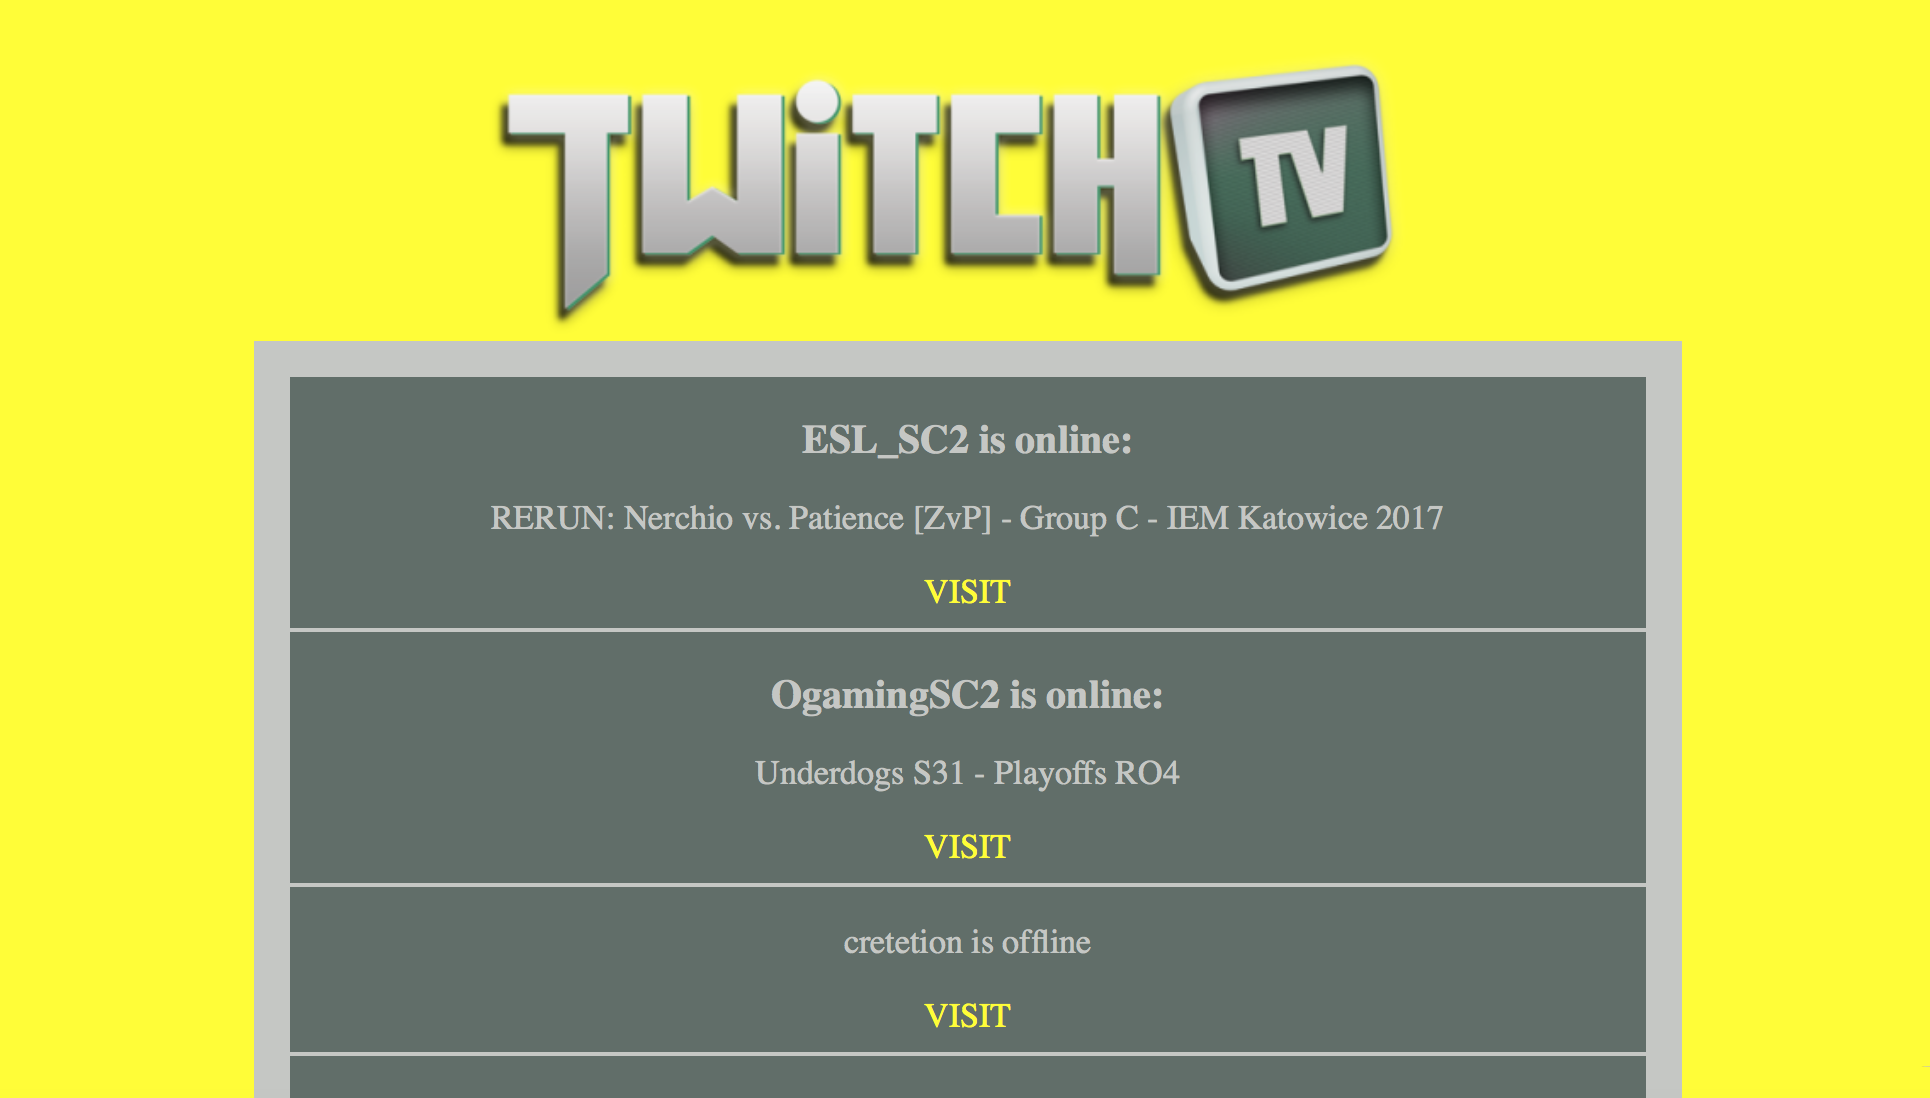 TWiTCH TV
ESL_SC2 is online:
RERUN: Nerchio vs. Patience [ZvP] - Group C - IEM Katowice 2017
VISIT
OgamingSC2 is online:
Underdogs S31 - Playoffs RO4
VISIT
cretetion is offline
VISIT